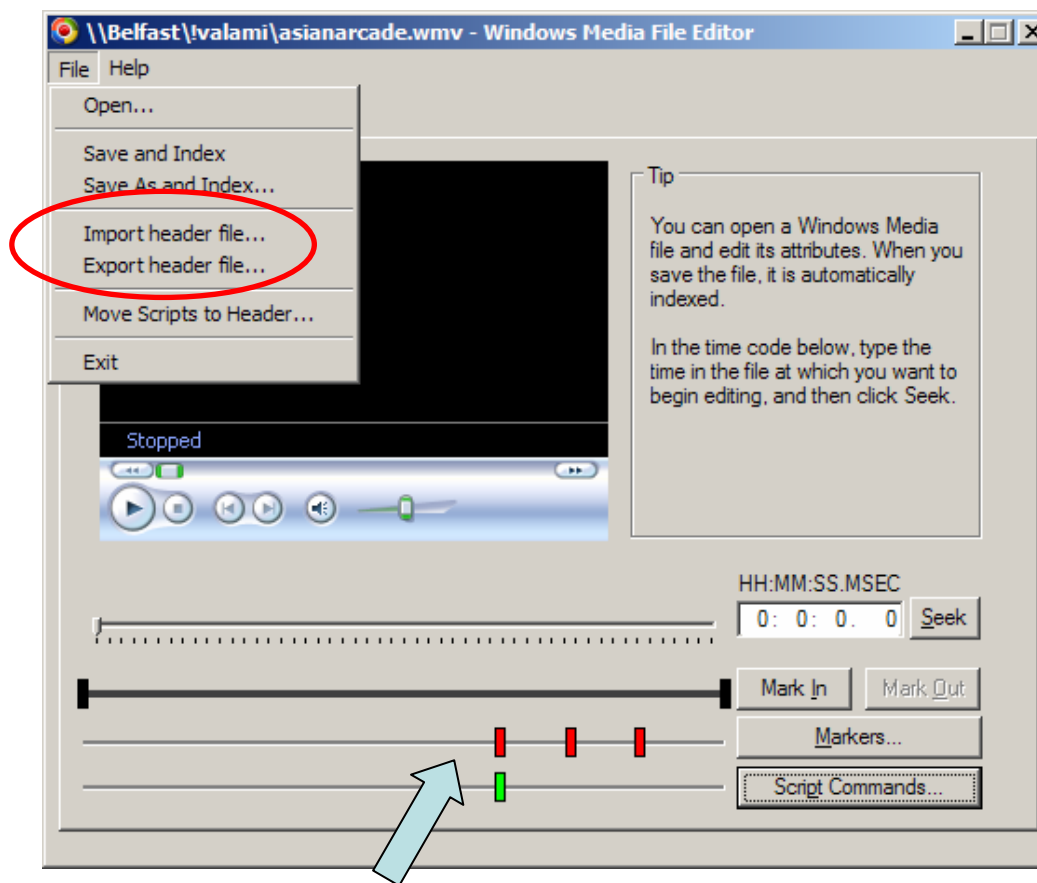 \\Belfast\!valami\asianarcade.wmv - Windows Media File Editor
File Help
Open...
Save and Index
Save As and Index...
Import header file...
Export header file...
Move Scripts to Header...
Exit
Stopped
Tip
You can open a Windows Media
file and edit its attributes. When you
save the file, it is automatically
indexed.
In the time code below, type the
time in the file at which you want to
begin editing, and then click Seek.
HH:MM:SS.MSEC
0: 0: 0. 0 Seek
Mark In Mark Out
Markers...
Script Commands...